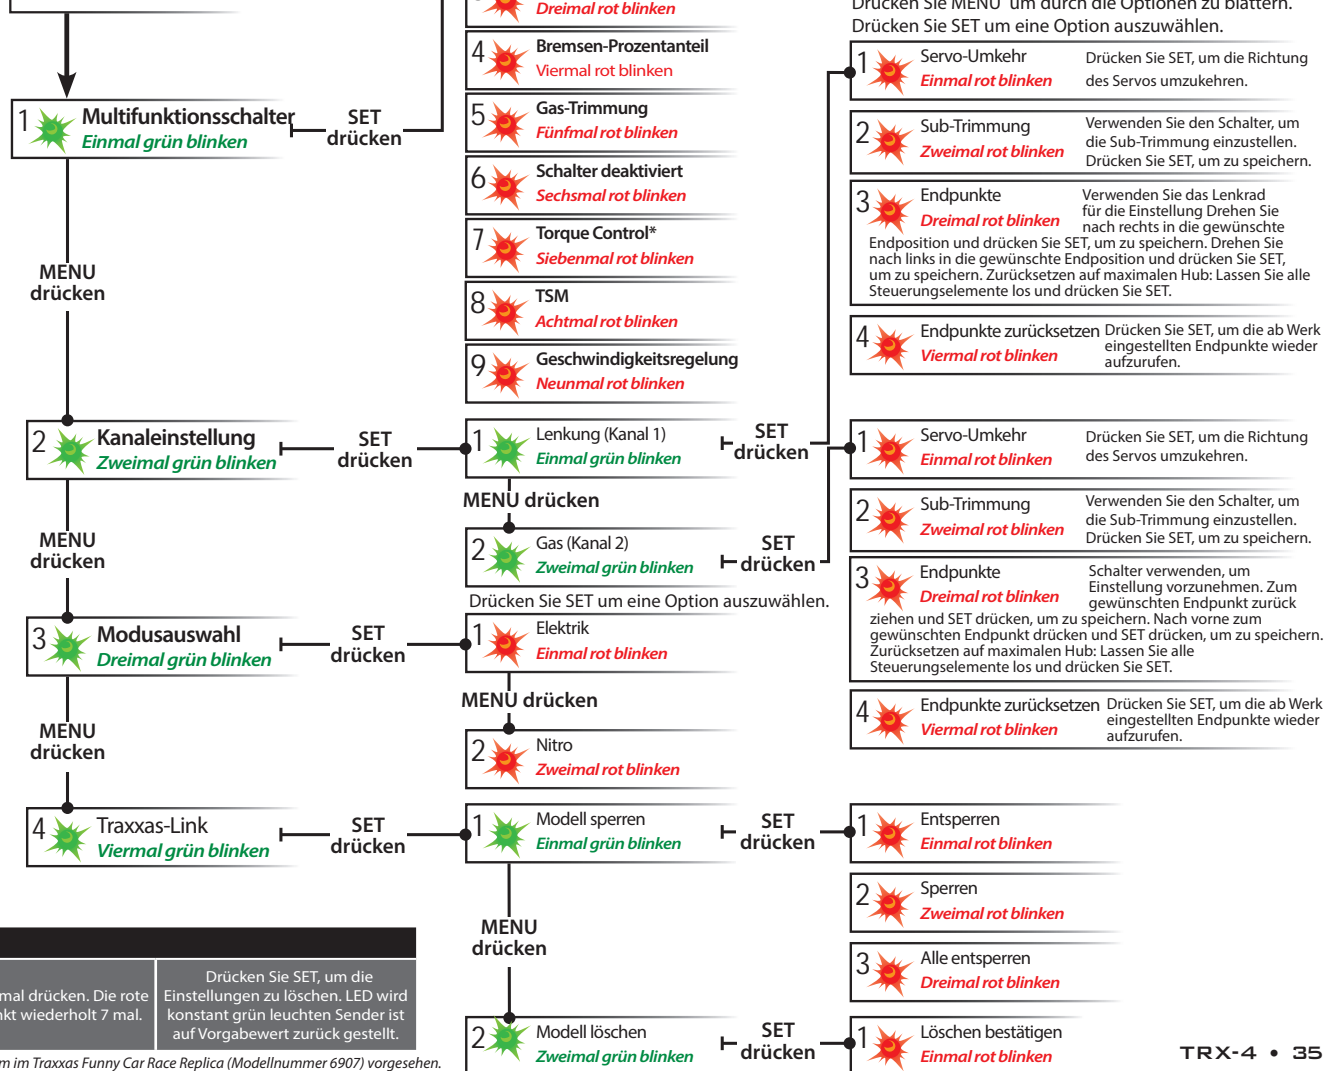 Dreimal rot blinken
4 Bremsen-Prozentanteil
Viermal rot blinken
5 Gas-Trimmung
Fünfmal rot blinken
6 Schalter deaktiviert
Sechsmal rot blinken
7 Torque Control*
Siebenmal rot blinken
8 TSM
Achtmal rot blinken
9 Geschwindigkeitsregelung
Neunmal rot blinken
Drücken Sie MENU um durch die Optionen zu blättern.
Drücken Sie SET um eine Option auszuwählen.
1 Servo-Umkehr
Einmal rot blinken
Drücken Sie SET, um die Richtung
des Servos umzukehren.
2 Sub-Trimmung
Zweimal rot blinken
Verwenden Sie den Schalter, um
die Sub-Trimmung einzustellen.
Drücken Sie SET, um zu speichern.
3 Endpunkte
Dreimal rot blinken
Verwenden Sie das Lenkrad
für die Einstellung Drehen Sie
nach rechts in die gewünschte
Endposition und drücken Sie SET, um zu speichern. Drehen Sie
nach links in die gewünschte Endposition und drücken Sie SET,
um zu speichern. Zurücksetzen auf maximalen Hub: Lassen Sie alle
Steuerungselemente los und drücken Sie SET.
4 Endpunkte zurücksetzen
Viermal rot blinken
Drücken Sie SET, um die ab Werk
eingestellten Endpunkte wieder
aufzurufen.
1 Multifunktionsschalter
Einmal grün blinken
SET
drücken
MENU
drücken
2 Kanaleinstellung
Zweimal grün blinken
SET
drücken
1 Lenkung (Kanal 1)
Einmal grün blinken
SET
drücken
MENU drücken
2 Gas (Kanal 2)
Zweimal grün blinken
SET
drücken
1 Servo-Umkehr
Einmal rot blinken
Drücken Sie SET, um die Richtung
des Servos umzukehren.
2 Sub-Trimmung
Zweimal rot blinken
Verwenden Sie den Schalter, um
die Sub-Trimmung einzustellen.
Drücken Sie SET, um zu speichern.
3 Endpunkte
Dreimal rot blinken
Schalter verwenden, um
Einstellung vorzunehmen. Zum
gewünschten Endpunkt zurück
ziehen und SET drücken, um zu speichern. Nach vorne zum
gewünschten Endpunkt drücken und SET drücken, um zu speichern.
Zurücksetzen auf maximalen Hub: Lassen Sie alle
Steuerungselemente los und drücken Sie SET.
4 Endpunkte zurücksetzen
Viermal rot blinken
Drücken Sie SET, um die ab Werk
eingestellten Endpunkte wieder
aufzurufen.
MENU
drücken
Drücken Sie SET um eine Option auszuwählen.
3 Modusauswahl
Dreimal grün blinken
SET
drücken
1 Elektrik
Einmal rot blinken
MENU drücken
2 Nitro
Zweimal rot blinken
MENU
drücken
4 Traxxas-Link
Viermal grün blinken
SET
drücken
1 Modell sperren
Einmal grün blinken
SET
drücken
1 Entsperren
Einmal rot blinken
2 Sperren
Zweimal rot blinken
3 Alle entsperren
Dreimal rot blinken
MENU
drücken
2 Modell löschen
Zweimal grün blinken
SET
drücken
1 Löschen bestätigen
Einmal rot blinken
mal drücken. Die rote
nkt wiederholt 7 mal.
Drücken Sie SET, um die
Einstellungen zu löschen. LED wird
konstant grün leuchten Sender ist
auf Vorgabewert zurück gestellt.
m im Traxxas Funny Car Race Replica (Modellnummer 6907) vorgesehen.
TRX-4 • 35